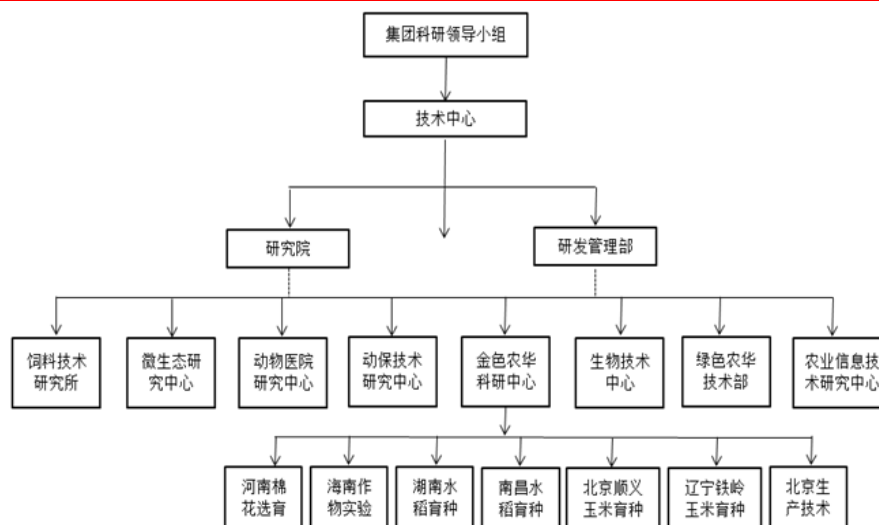 集团科研领导小组
技术中心
研究院
研发管理部
饲料技术
研究所
微生态研
究中心
动物医院
研究中心
动保技术
研究中心
金色农华
科研中心
生物技术
中心
绿色农华
技术部
农业信息技
术研究中心
河南棉
花选育
海南作
物实验
湖南水
稻育种
南昌水
稻育种
北京顺义
玉米育种
辽宁铁岭
玉米育种
北京生
产技术